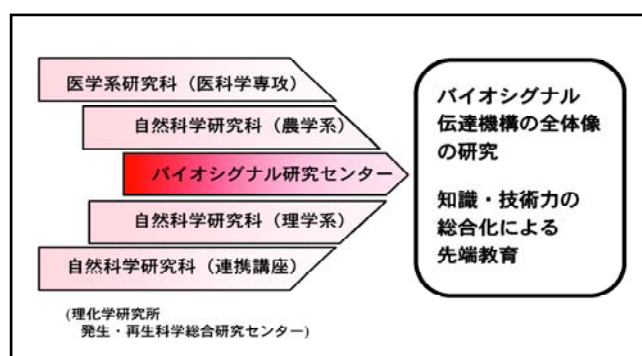 医学系研究科（医科学専攻）
自然科学研究科（農学系）
バイオシグナル研究センター
自然科学研究科（理学系）
自然科学研究科（連携講座）
(理化学研究所
発生・再生科学総合研究センター)
バイオシグナル
伝達機構の全体像
の研究
知識・技術力の
総合化による
先端教育